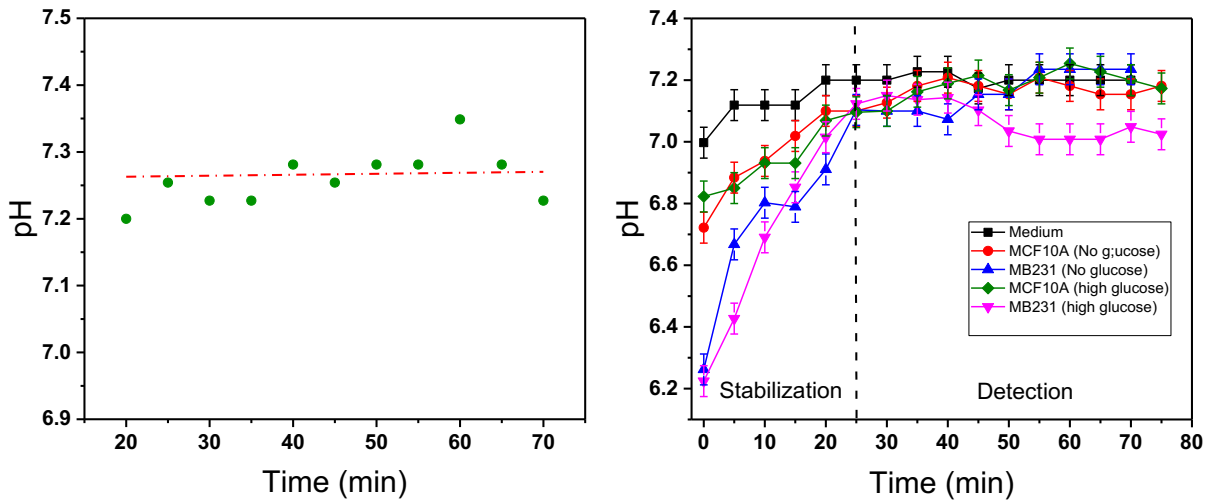 7.5
7.4
7.3
7.2
7.1
7.0
6.9
pH
20
30
40
50
60
70
Time (min)
7.4
7.2
7.0
6.8
6.6
6.4
6.2
pH
Medium
MCF10A (No g;ucose)
MB231 (No glucose)
MCF10A (high glucose)
MB231 (high glucose)
Stabilization
Detection
0
10
20
30
40
50
60
70
80
Time (min)